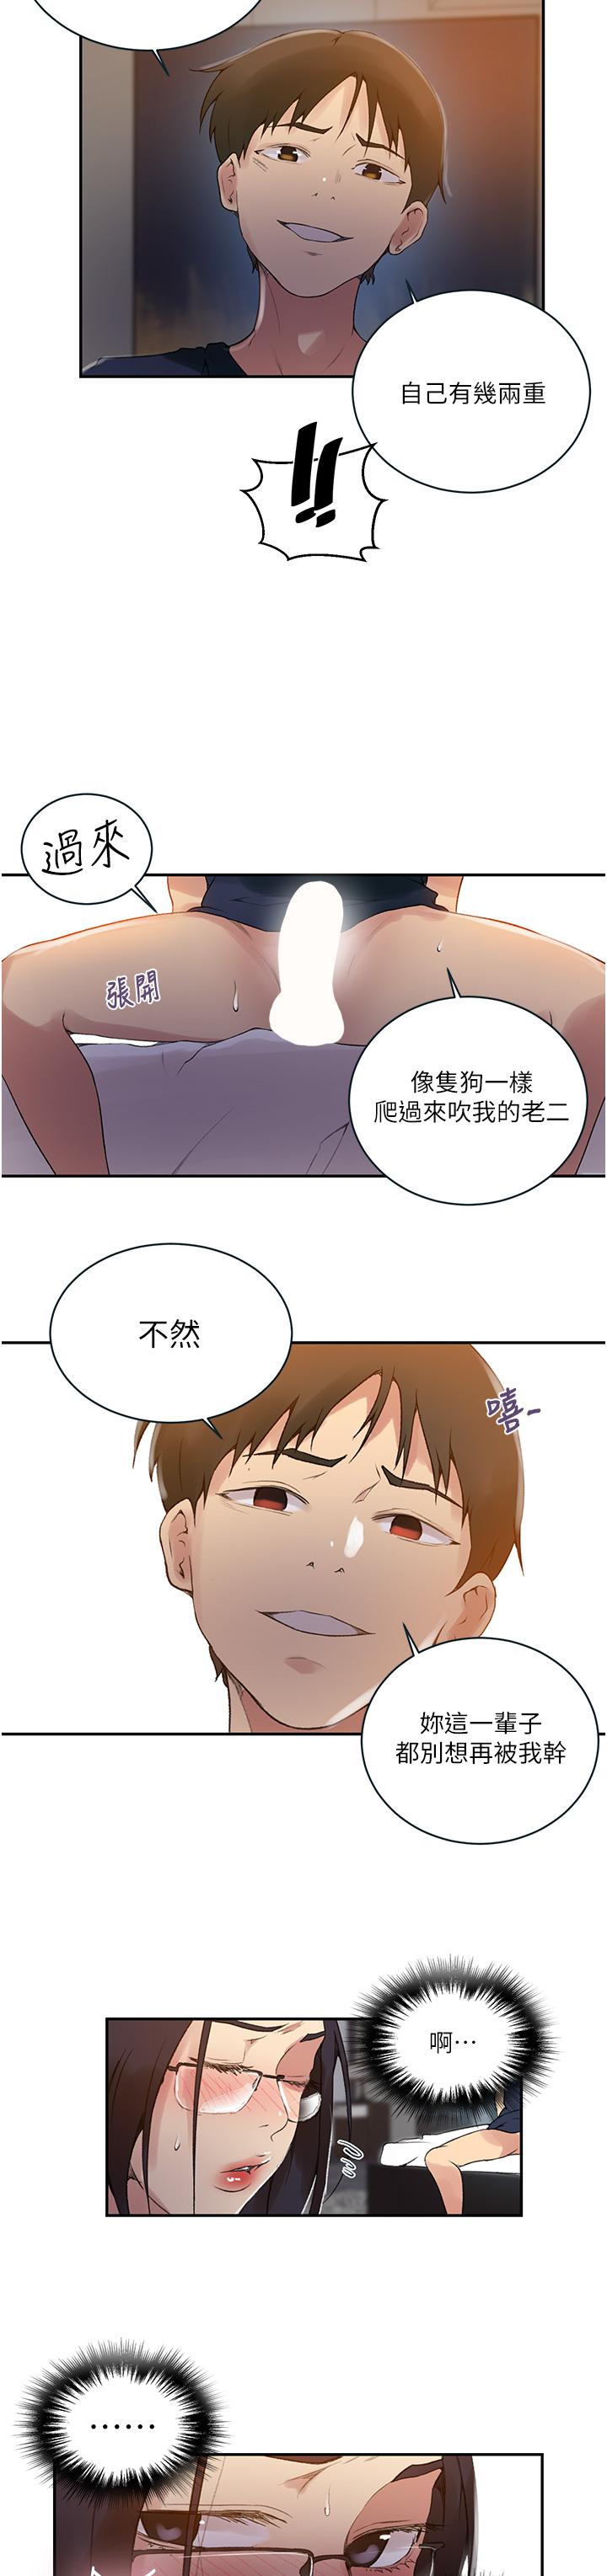 自己有幾兩重
!!
過來
張開
像隻狗一樣
爬過來吹我的老二
不然
嘻-
妳這一輩子
都別想再被我幹
啊…
……